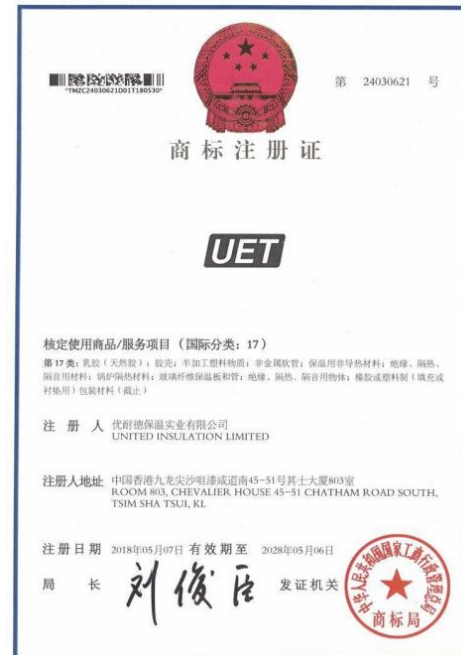 *TMZC24030621D01T180530*
第 24030621 号
商标注册证
UET
核定使用商品/服务项目（国际分类：17）
第17类：乳胶（天然胶）；胶壳；半加工塑料物质；非金属软管；保温用非导热材料；绝缘、隔热、
隔音用材料；锅炉隔热材料；玻璃纤维保温板和管；绝缘、隔热、隔音用物体；橡胶或塑料制（填充或
衬垫用）包装材料（截止）
注册人 优耐德保温实业有限公司
UNITED INSULATION LIMITED
注册人地址 中国香港九龙尖沙咀漆咸道南45-51号其士大厦803室
ROOM 803, CHEVALIER HOUSE 45-51 CHATHAM ROAD SOUTH,
TSIM SHA TSUI, KL
注册日期 2018年05月07日 有效期至 2028年05月06日
局长 刘俊臣 发证机关
中华人民共和国国家工商行政管理总局
商标局